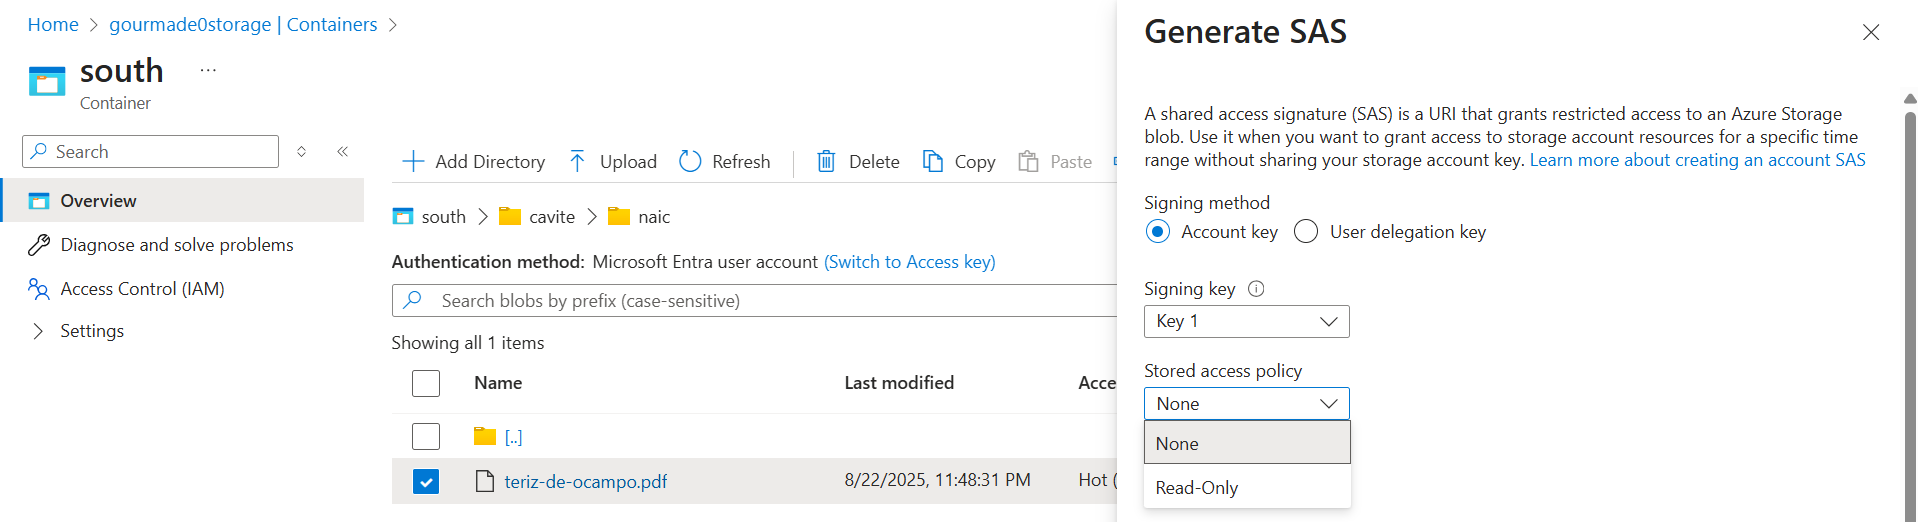 Home > gourmade0storage | Containers >
south ...
Container
Search
Overview
Diagnose and solve problems
Access Control (IAM)
Settings
Add Directory Upload Refresh Delete Copy Paste
south > cavite > naic
Authentication method: Microsoft Entra user account (Switch to Access key)
Search blobs by prefix (case-sensitive)
Showing all 1 items
Name Last modified Acce
[..]
teriz-de-ocampo.pdf 8/22/2025, 11:48:31 PM Hot (
Generate SAS
A shared access signature (SAS) is a URI that grants restricted access to an Azure Storage
blob. Use it when you want to grant access to storage account resources for a specific time
range without sharing your storage account key. Learn more about creating an account SAS
Signing method
Account key User delegation key
Signing key
Key 1
Stored access policy
None
None
Read-Only